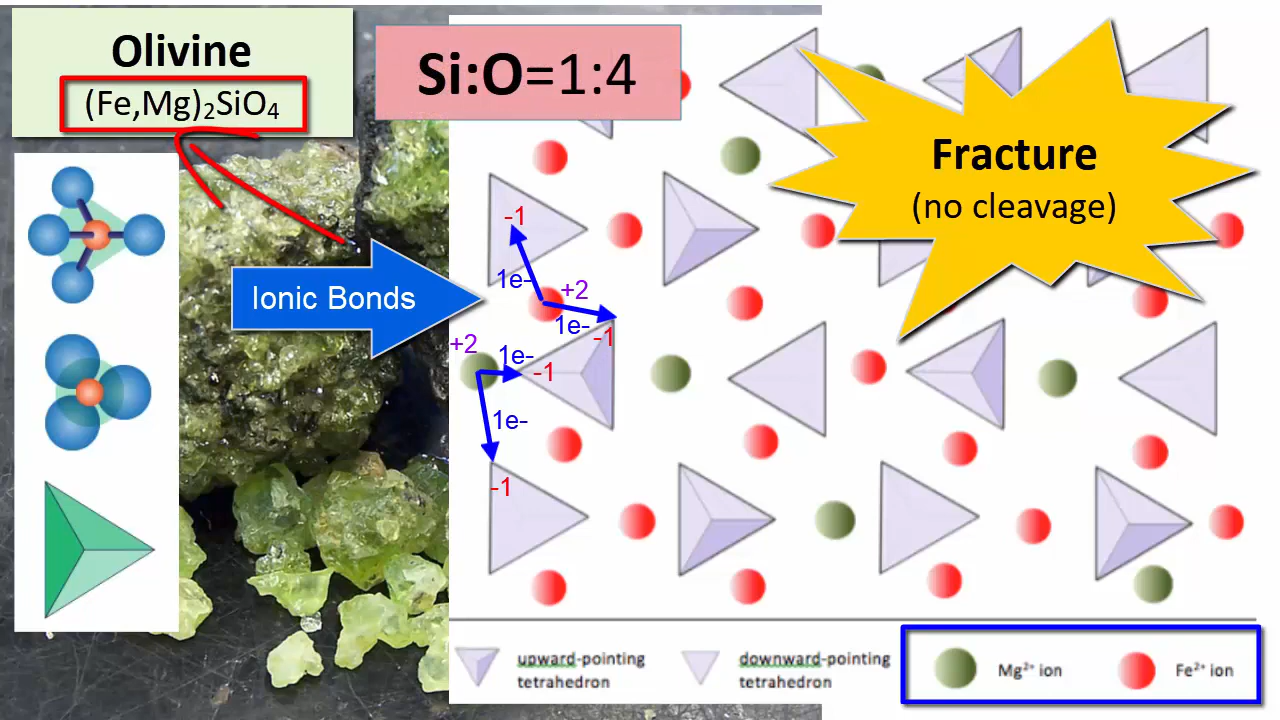 Olivine
(Fe,Mg)₂SiO₄
Si:O=1:4
Fracture
(no cleavage)
Ionic Bonds
-1
1e-
+2
1e-
-1
+2
1e-
-1
1e-
-1
upward-pointing
tetrahedron
downward-pointing
tetrahedron
Mg²⁺ ion
Fe²⁺ ion